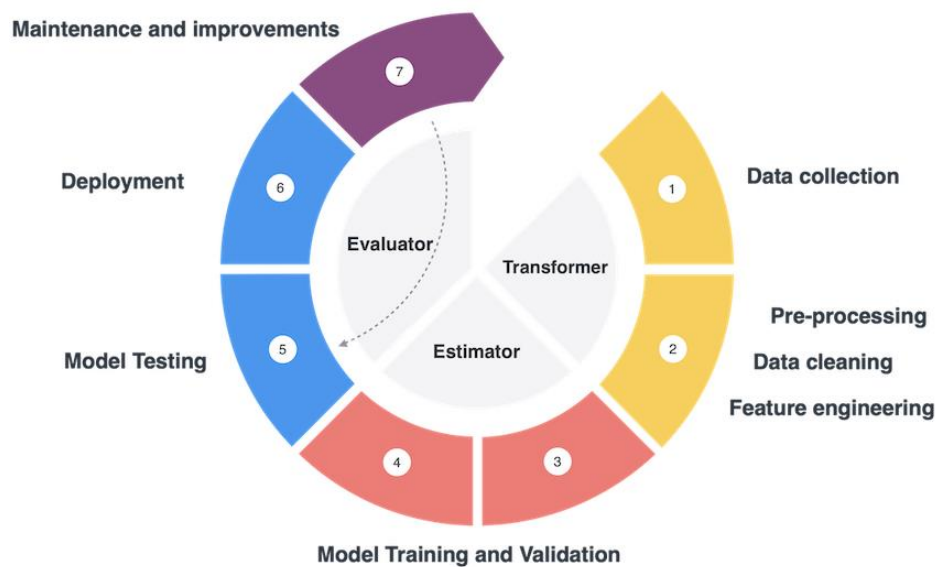 Maintenance and improvements
7
Deployment
6
1
Data collection
Evaluator
Transformer
Pre-processing
Model Testing
5
Estimator
2
Data cleaning
Feature engineering
4
3
Model Training and Validation